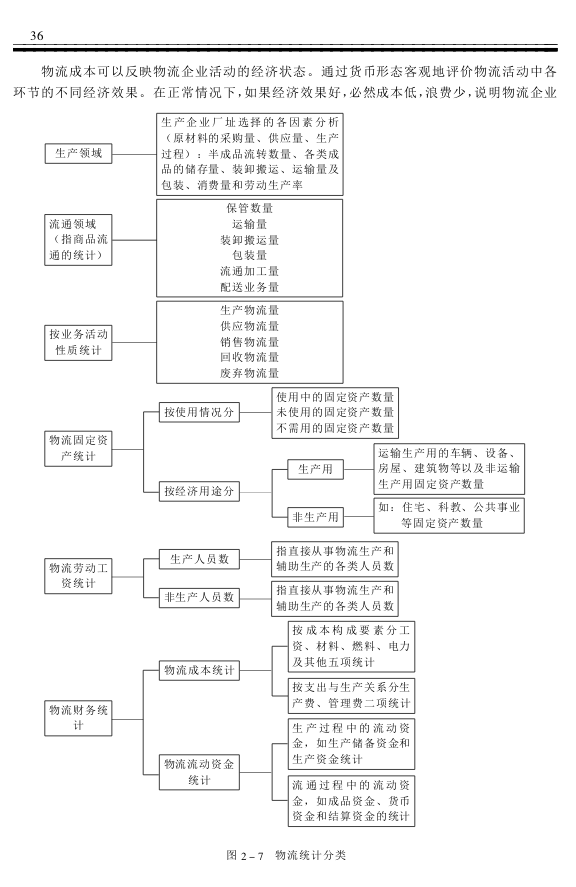 36
物流成本可以反映物流企业活动的经济状态。通过货币形态客观地评价物流活动中各
环节的不同经济效果。在正常情况下,如果经济效果好,必然成本低,浪费少,说明物流企业
生产领域
生产企业厂址选择的各因素分析
（原材料的采购量、供应量、生产
过程）: 半成品流转数量、各类成
品的储存量、装卸搬运、运输量及
包装、消费量和劳动生产率
流通领域
（指商品流
通的统计）
保管数量
运输量
装卸搬运量
包装量
流通加工量
配送业务量
按业务活动
性质统计
生产物流量
供应物流量
销售物流量
回收物流量
废弃物流量
物流固定资
产统计
按使用情况分
使用中的固定资产数量
未使用的固定资产数量
不需用的固定资产数量
按经济用途分
生产用
运输生产用的车辆、设备、
房屋、建筑物等以及非运输
生产用固定资产数量
非生产用
如: 住宅、科教、公共事业
等固定资产数量
物流劳动工
资统计
生产人员数
指直接从事物流生产和
辅助生产的各类人员数
非生产人员数
指直接从事物流生产和
辅助生产的各类人员数
物流财务统
计
物流成本统计
按成本构成要素分工
资、材料、燃料、电力
及其他五项统计
按支出与生产关系分生
产费、管理费二项统计
物流流动资金
统计
生产过程中的流动资
金，如生产储备资金和
生产资金统计
流通过程中的流动资
金，如成品资金、货币
资金和结算资金的统计
图 2－7 物流统计分类